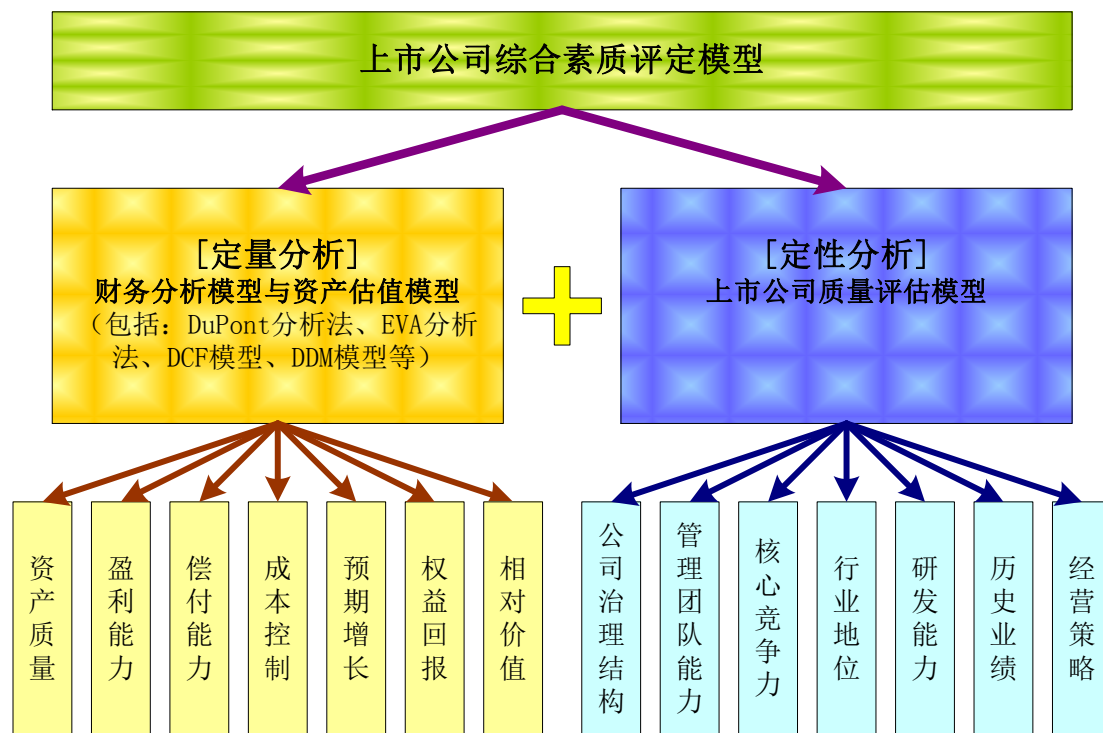 上市公司综合素质评定模型
[定量分析]
财务分析模型与资产估值模型
（包括：DuPont分析法、EVA分析
法、DCF模型、DDM模型等）
[定性分析]
上市公司质量评估模型
资产质量
盈利能力
偿付能力
成本控制
预期增长
权益回报
相对价值
公司治理结构
管理团队能力
核心竞争力
行业地位
研发能力
历史业绩
经营策略